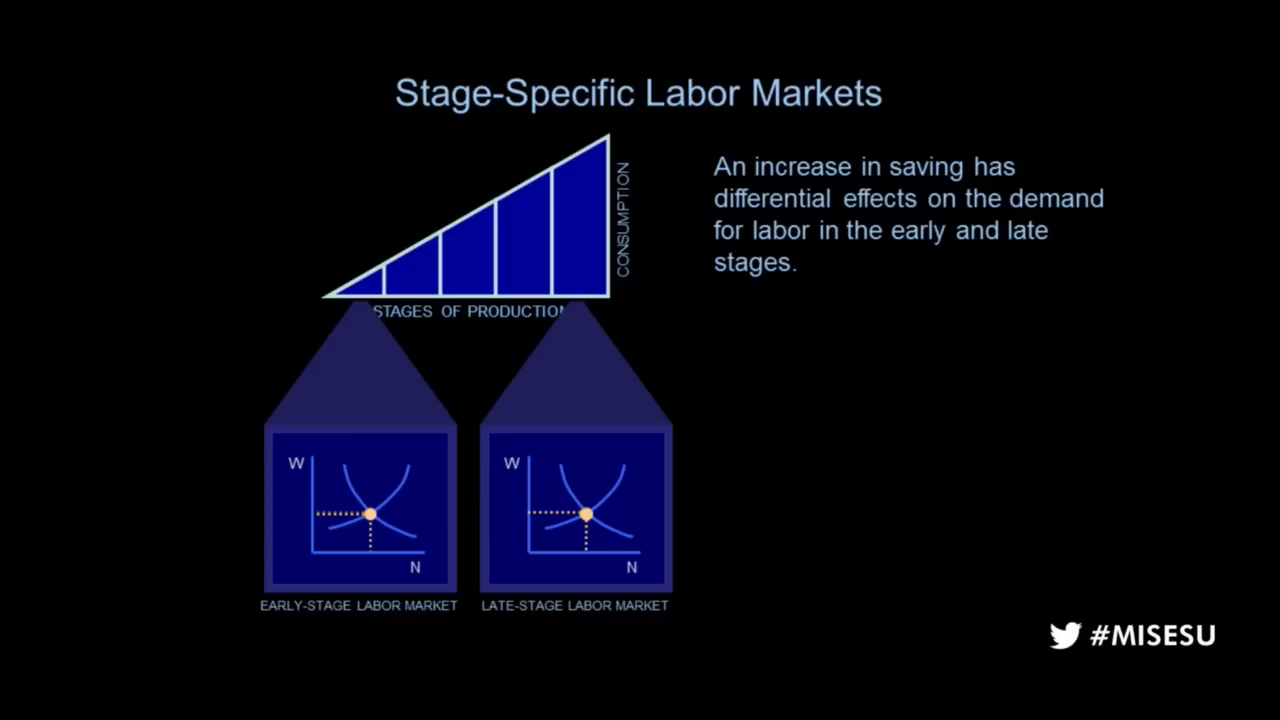 Stage-Specific Labor Markets
CONSUMPTION
An increase in saving has
differential effects on the demand
for labor in the early and late
stages.
STAGES OF PRODUCTION
W
N
W
N
EARLY-STAGE LABOR MARKET
LATE-STAGE LABOR MARKET
#MISESU